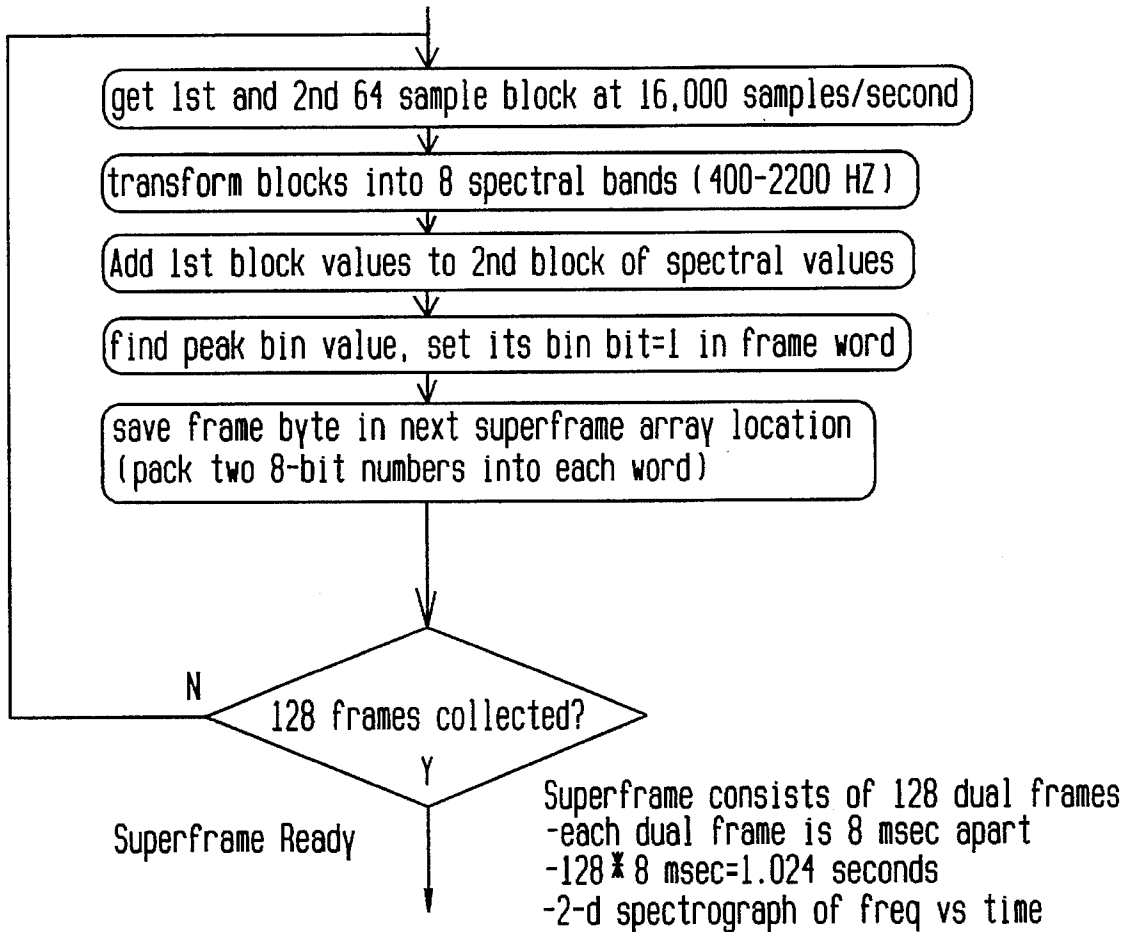 get 1st and 2nd 64 sample block at 16,000 samples/second
transform blocks into 8 spectral bands (400-2200 HZ)
Add 1st block values to 2nd block of spectral values
find peak bin value, set its bin bit=1 in frame word
save frame byte in next superframe array location
(pack two 8-bit numbers into each word)
N
128 frames collected?
Y
Superframe Ready
Superframe consists of 128 dual frames
-each dual frame is 8 msec apart
-128 * 8 msec=1.024 seconds
-2-d spectrograph of freq vs time